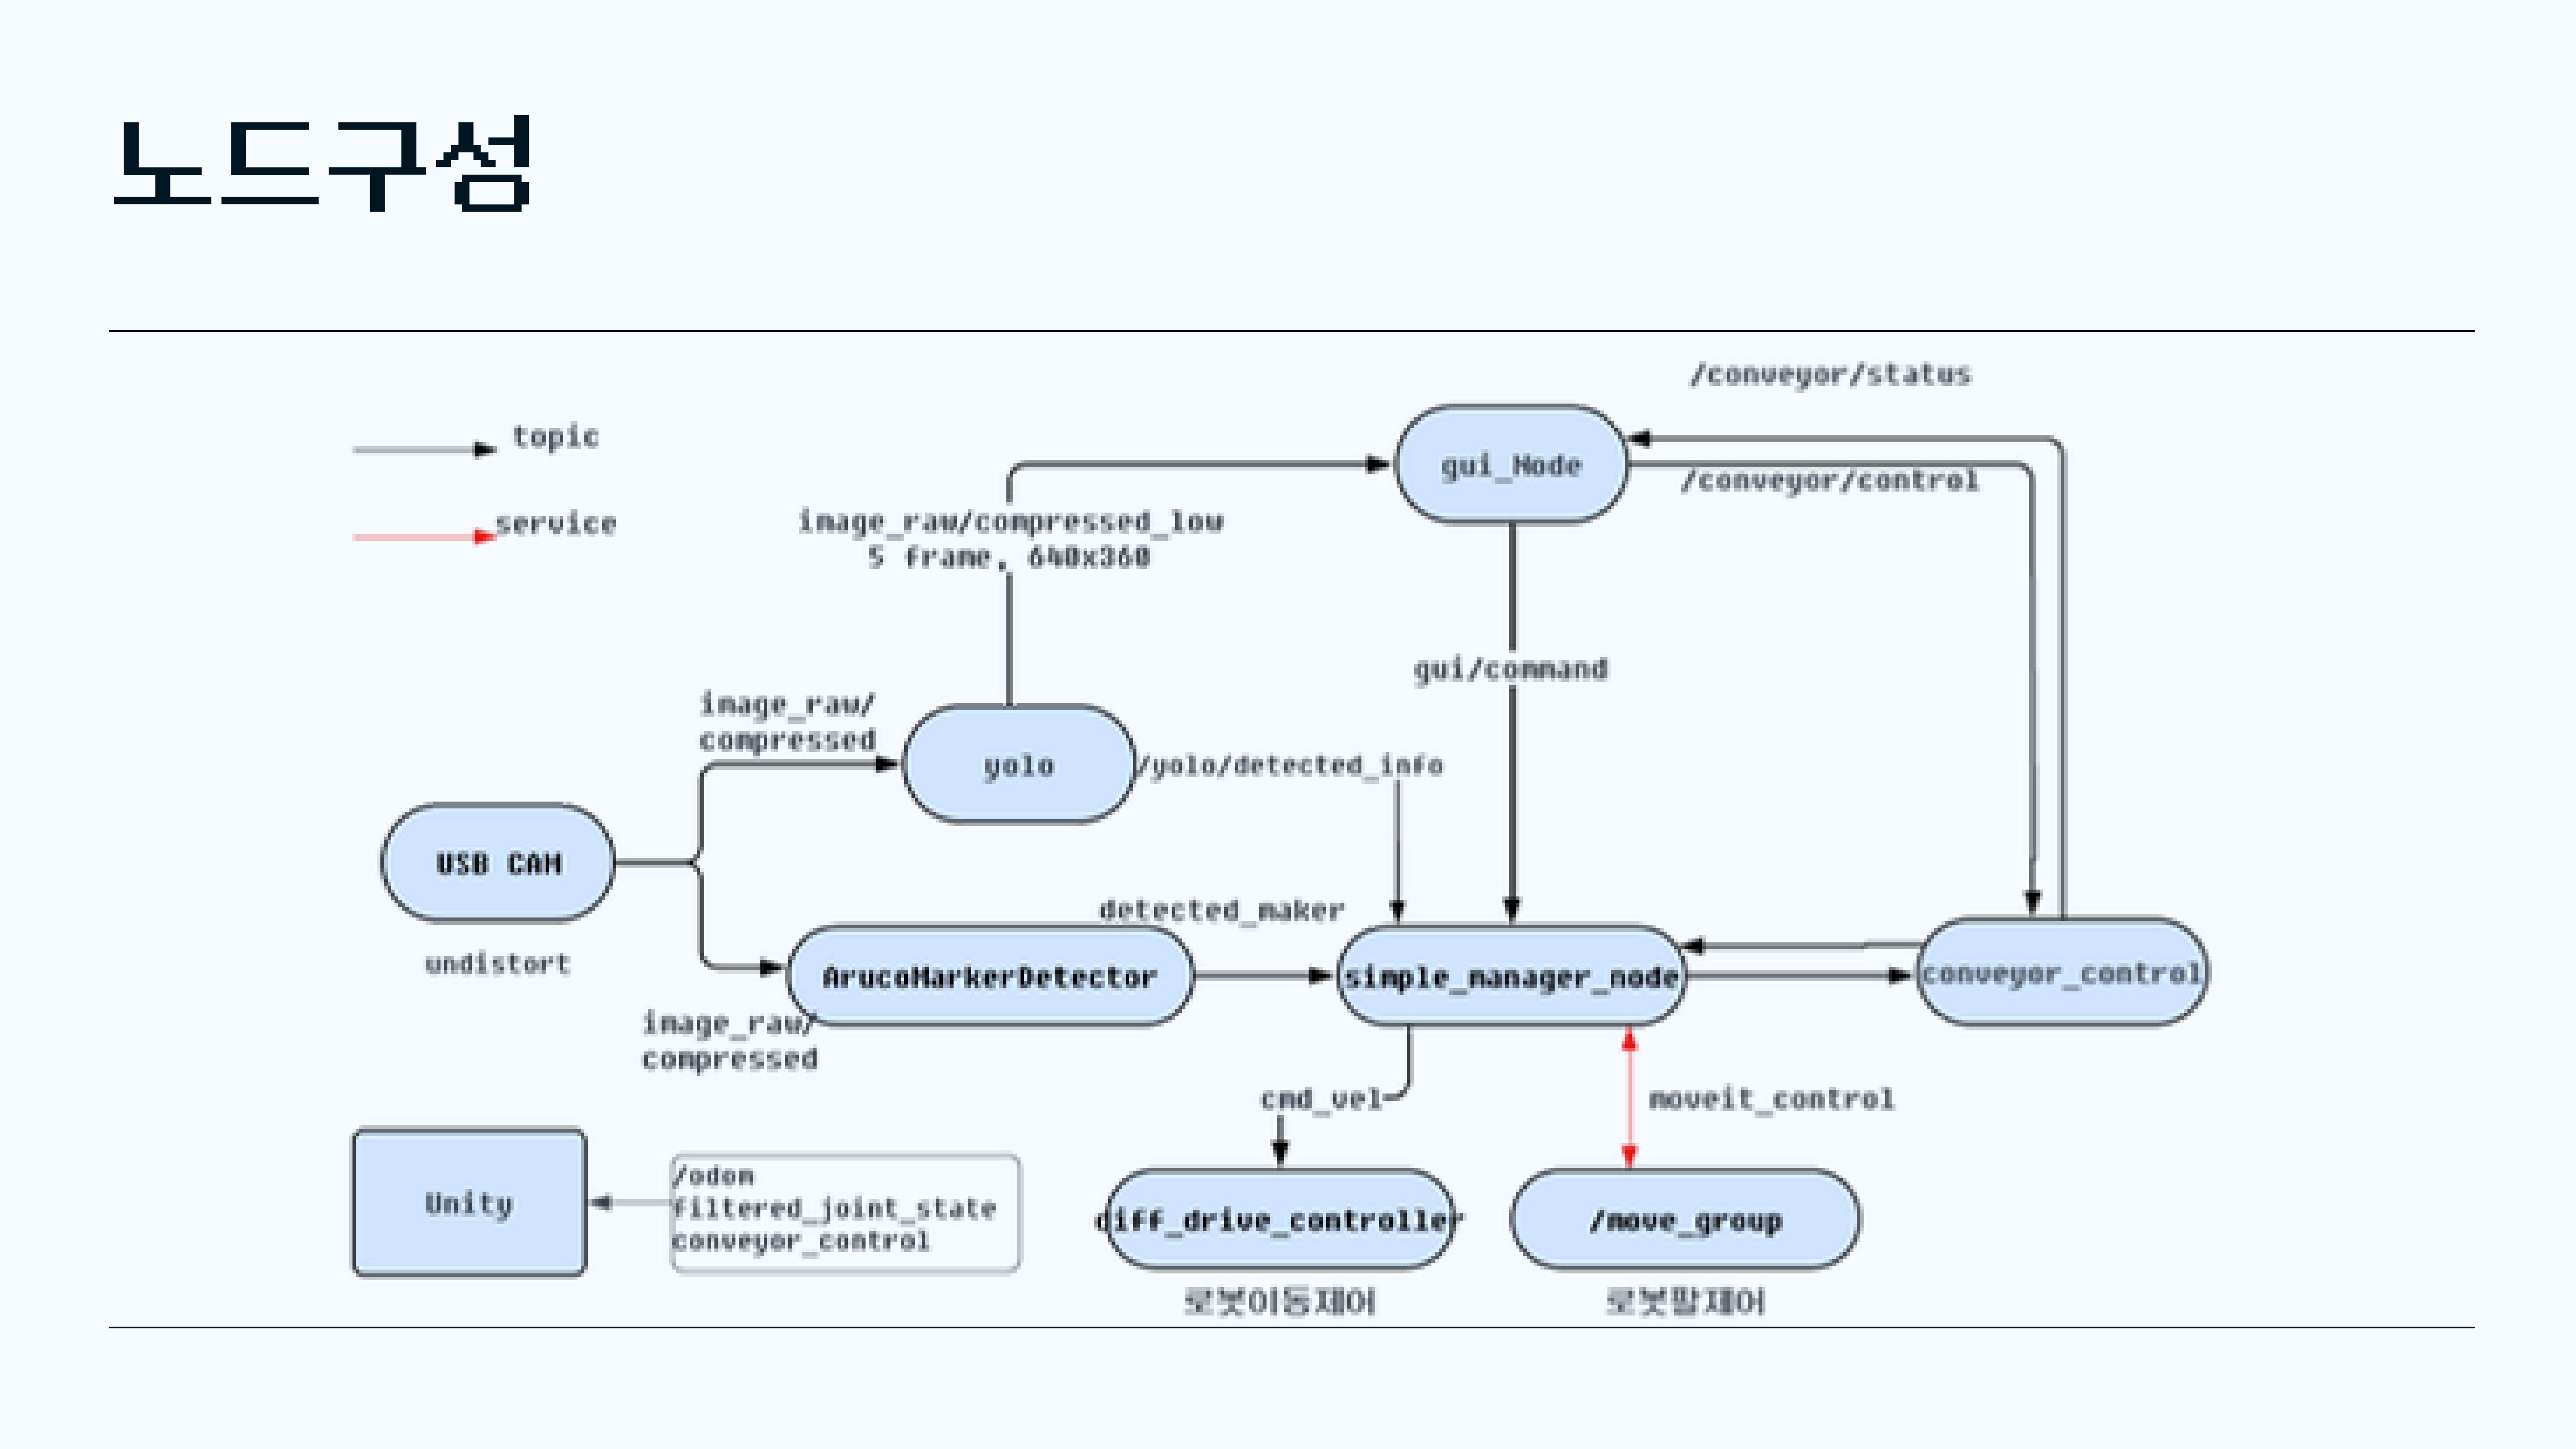 노드구성
/conveyor/status
topic
gui_Node
/conveyor/control
service
image_raw/compressed_low
5 frame, 640x360
gui/command
image_raw/
compressed
yolo
/yolo/detected_info
USB CAM
detected_maker
undistort
ArucoMarkerDetector
simple_manager_node
conveyor_control
image_raw/
compressed
cmd_vel
moveit_control
Unity
/odom
filtered_joint_state
conveyor_control
diff_drive_controller
/move_group
로봇이동제어
로봇팔제어